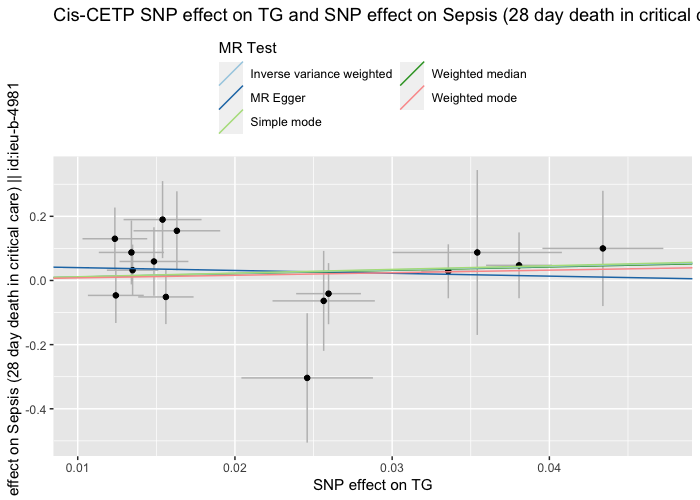 Cis-CETP SNP effect on TG and SNP effect on Sepsis (28 day death in critical c
MR Test
Inverse variance weighted
Weighted median
MR Egger
Weighted mode
Simple mode
effect on Sepsis (28 day death in critical care) || id:ieu-b-4981
0.2
0.0
-0.2
-0.4
0.01
0.02
0.03
0.04
SNP effect on TG